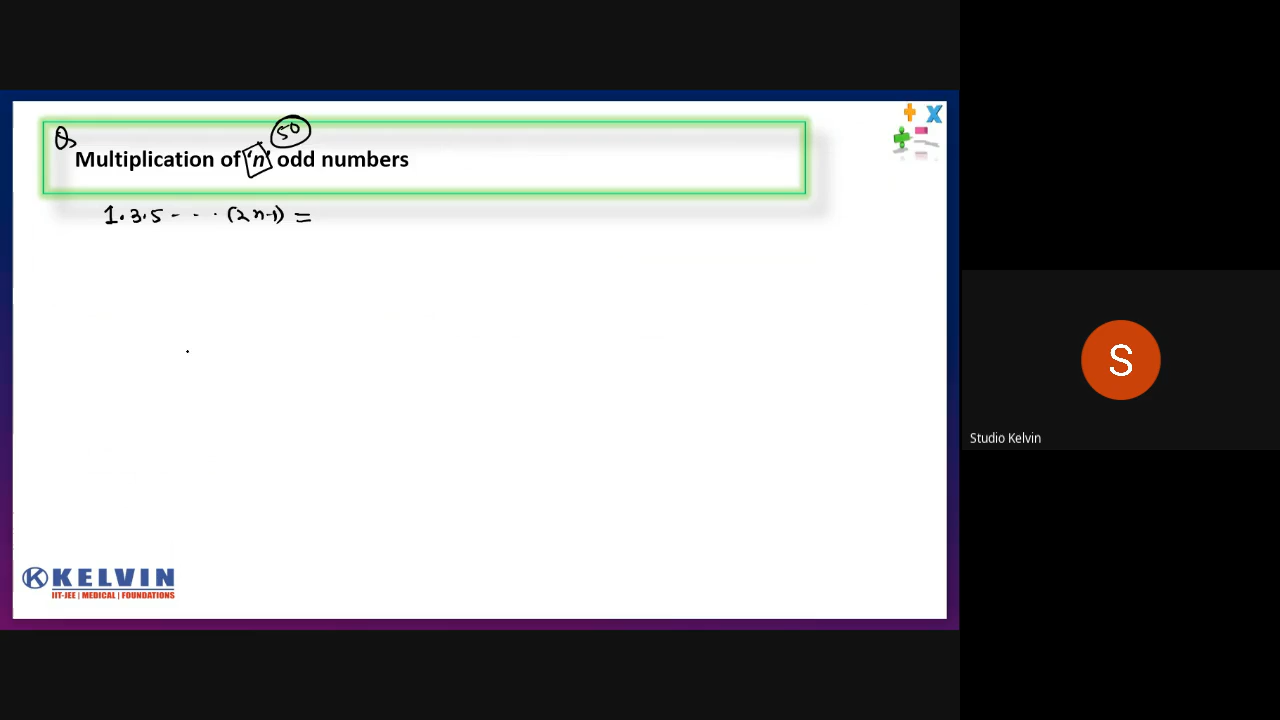 Q
50
Multiplication of 'n' odd numbers
1.3.5 - - . (2n-1) =
S
Studio Kelvin
K KELVIN
IIT-JEE | MEDICAL | FOUNDATIONS